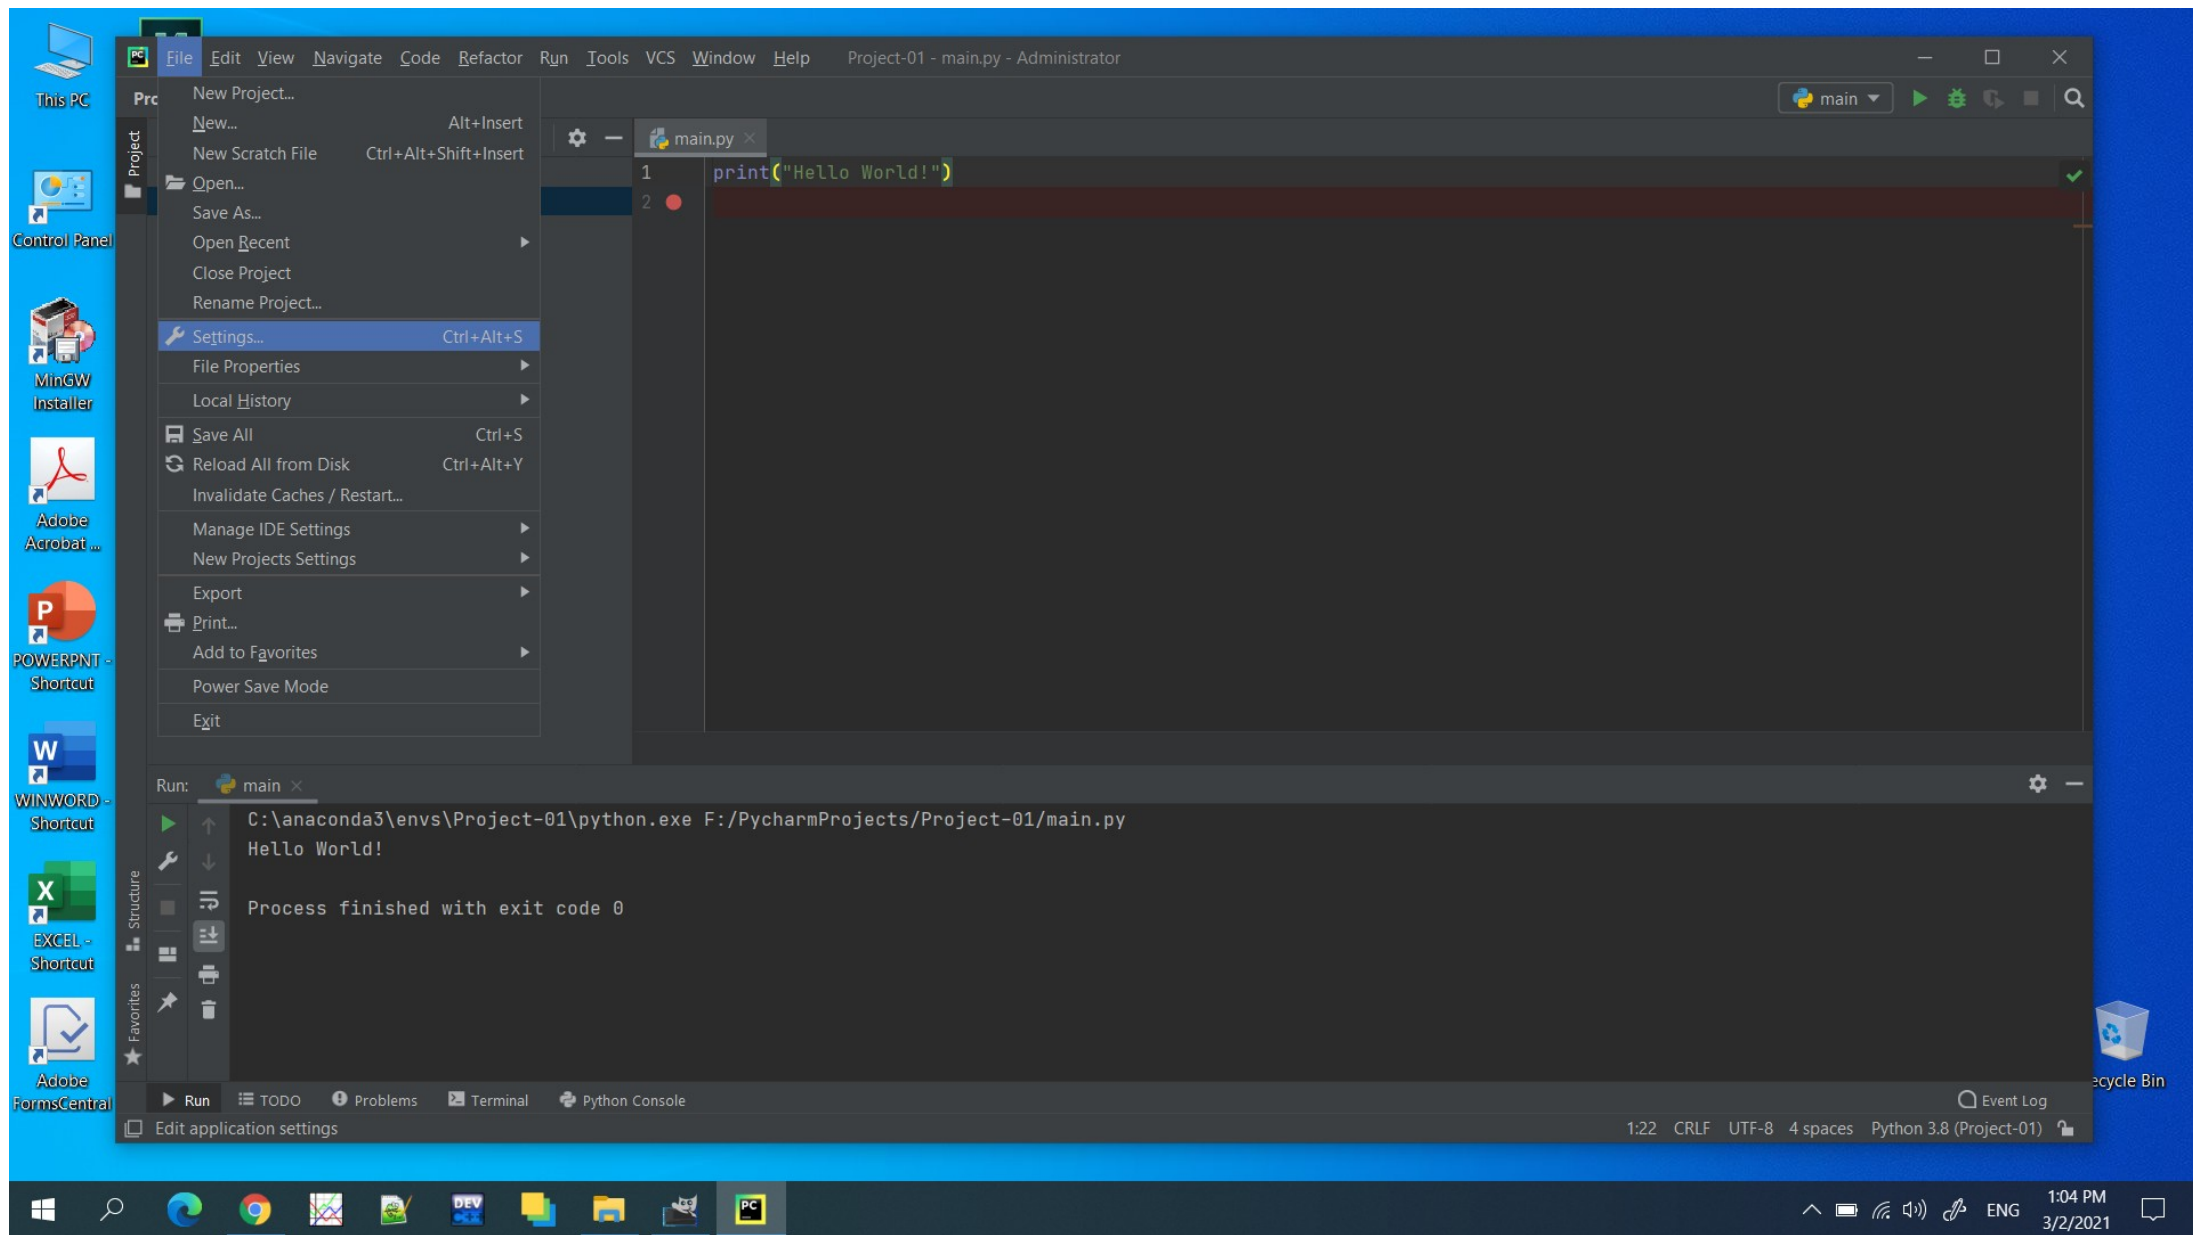 This PC
Control Panel
MinGW
Installer
Adobe
Acrobat ...
POWERPNT -
Shortcut
WINWORD -
Shortcut
EXCEL -
Shortcut
Adobe
FormsCentral
PC File Edit View Navigate Code Refactor Run Tools VCS Window Help Project-01 - main.py - Administrator
main
New Project...
New... Alt+Insert
New Scratch File Ctrl+Alt+Shift+Insert
Open...
Save As...
Open Recent
Close Project
Rename Project...
Settings... Ctrl+Alt+S
File Properties
Local History
Save All Ctrl+S
Reload All from Disk Ctrl+Alt+Y
Invalidate Caches / Restart...
Manage IDE Settings
New Projects Settings
Export
Print...
Add to Favorites
Power Save Mode
Exit
Project
main.py
1 print("Hello World!")
2
Run: main
C:\anaconda3\envs\Project-01\python.exe F:/PycharmProjects/Project-01/main.py
Hello World!
Process finished with exit code 0
Structure
Favorites
Run TODO Problems Terminal Python Console Event Log
Edit application settings 1:22 CRLF UTF-8 4 spaces Python 3.8 (Project-01)
ecycle Bin
DEV
PC
ENG
1:04 PM
3/2/2021